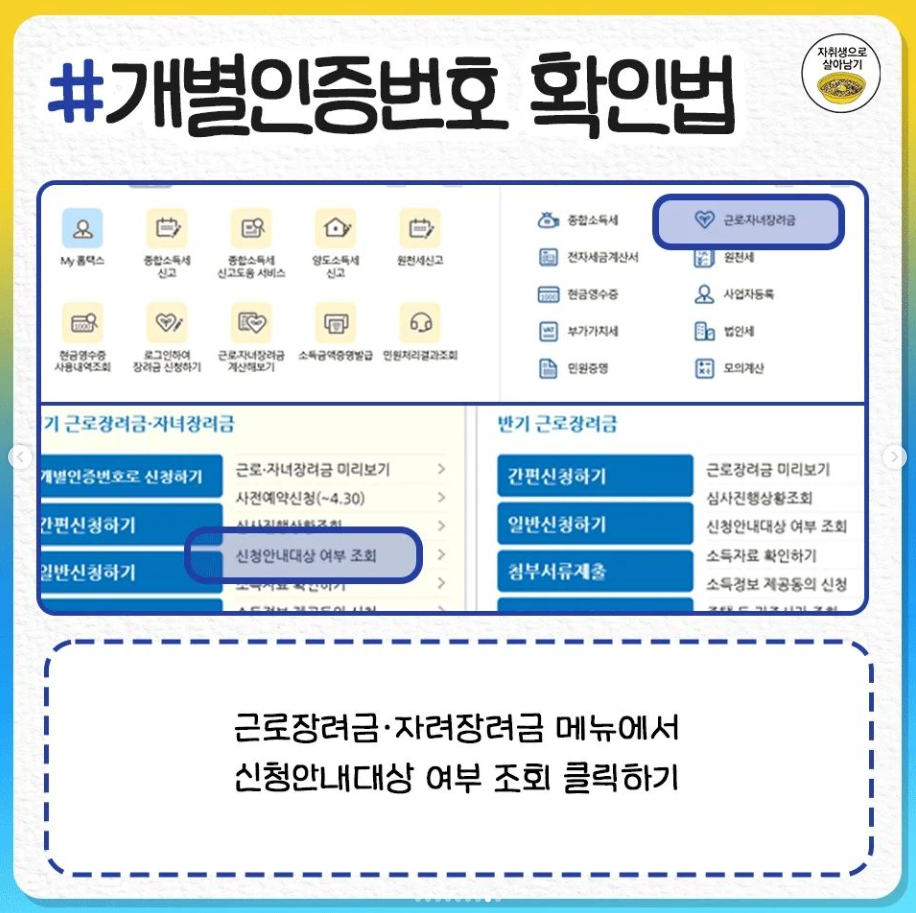 #개별인증번호 확인법
자취생으로
살아남기
My 홈택스
종합소득세
신고
종합소득세
신고도움 서비스
양도소득세
신고
원천세신고
현금영수증
사용내역조회
로그인하여
장려금 신청하기
근로·자녀장려금
계산해보기
소득금액증명발급
민원처리결과조회
종합소득세
근로·자녀장려금
전자세금계산서
원천세
현금영수증
사업자등록
부가가치세
법인세
민원증명
모의계산
기 근로장려금·자녀장려금
개별인증번호로 신청하기
간편신청하기
일반신청하기
근로·자녀장려금 미리보기
사전예약신청(~4.30)
심사진행상황조회
신청안내대상 여부 조회
소득자료 확인하기
반기 근로장려금
간편신청하기
일반신청하기
첨부서류제출
근로장려금 미리보기
심사진행상황조회
신청안내대상 여부 조회
소득자료 확인하기
소득정보 제공동의 신청
근로장려금·자려장려금 메뉴에서
신청안내대상 여부 조회 클릭하기